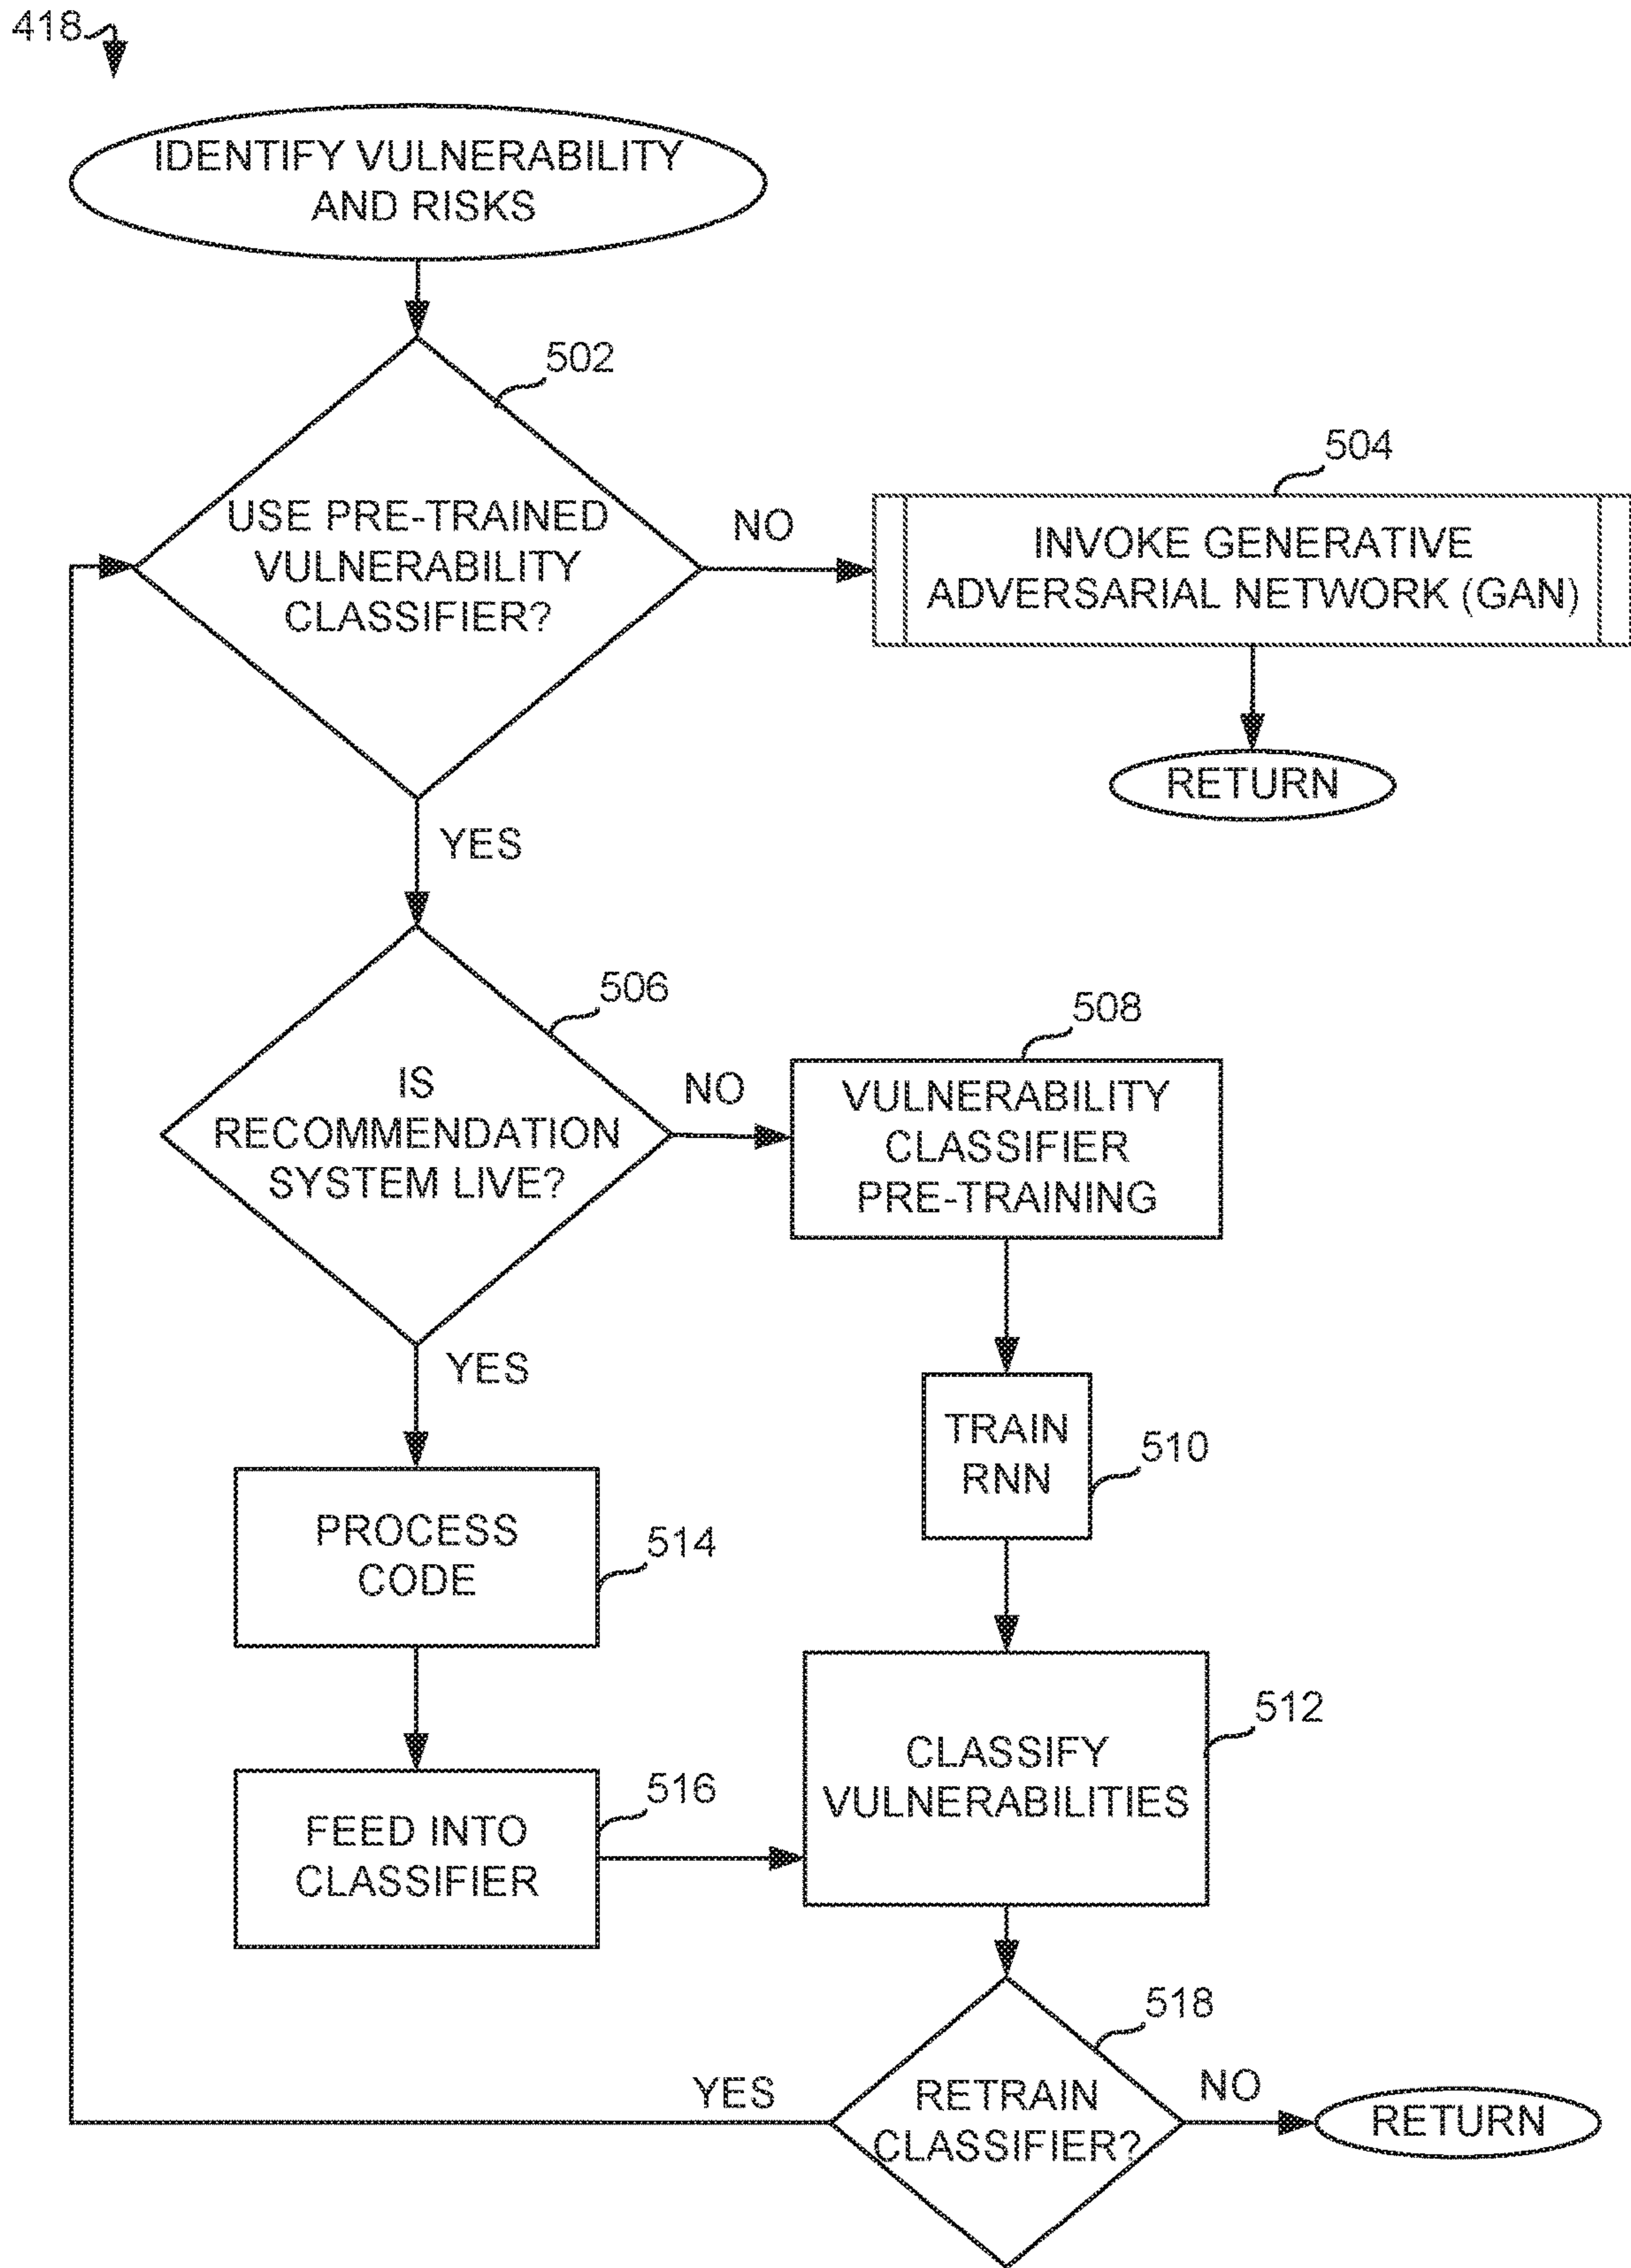 418
IDENTIFY VULNERABILITY
AND RISKS
502
USE PRE-TRAINED
VULNERABILITY
CLASSIFIER?
NO
504
INVOKE GENERATIVE
ADVERSARIAL NETWORK (GAN)
RETURN
YES
506
IS
RECOMMENDATION
SYSTEM LIVE?
NO
508
VULNERABILITY
CLASSIFIER
PRE-TRAINING
YES
TRAIN
RNN
510
PROCESS
CODE
514
CLASSIFY
VULNERABILITIES
512
FEED INTO
CLASSIFIER
516
518
RETRAIN
CLASSIFIER?
YES
NO
RETURN